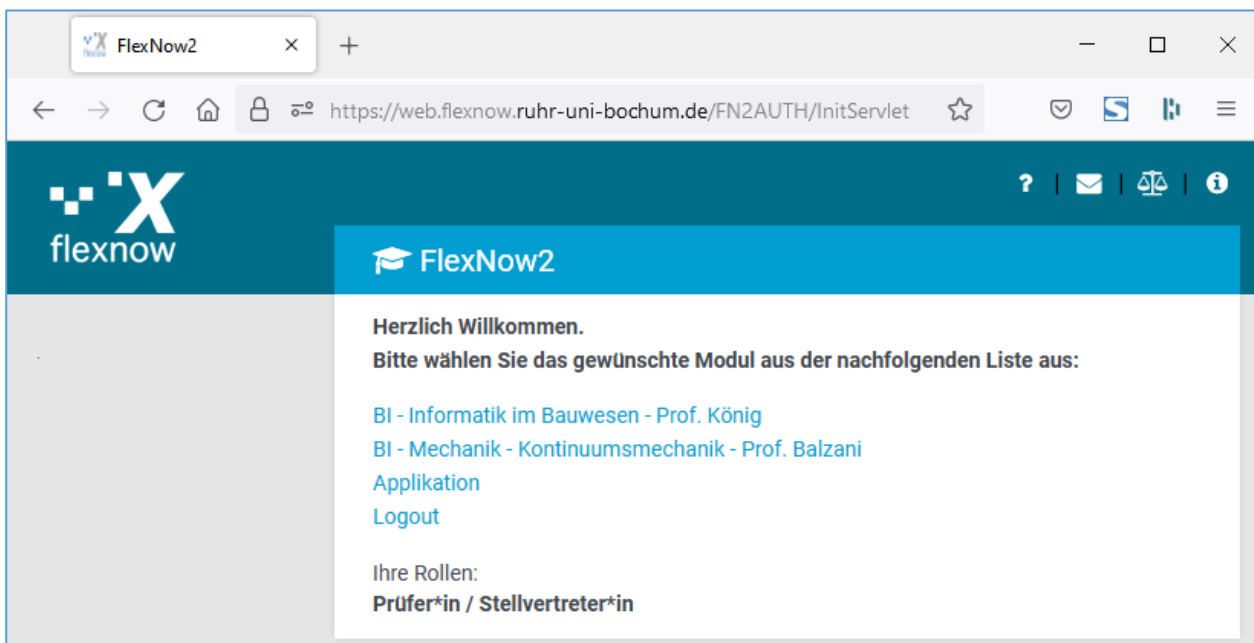 FlexNow2
https://web.flexnow.ruhr-uni-bochum.de/FN2AUTH/InitServlet
flexnow
FlexNow2
Herzlich Willkommen.
Bitte wählen Sie das gewünschte Modul aus der nachfolgenden Liste aus:
BI - Informatik im Bauwesen - Prof. König
BI - Mechanik - Kontinuumsmechanik - Prof. Balzani
Applikation
Logout
Ihre Rollen:
Prüfer*in / Stellvertreter*in